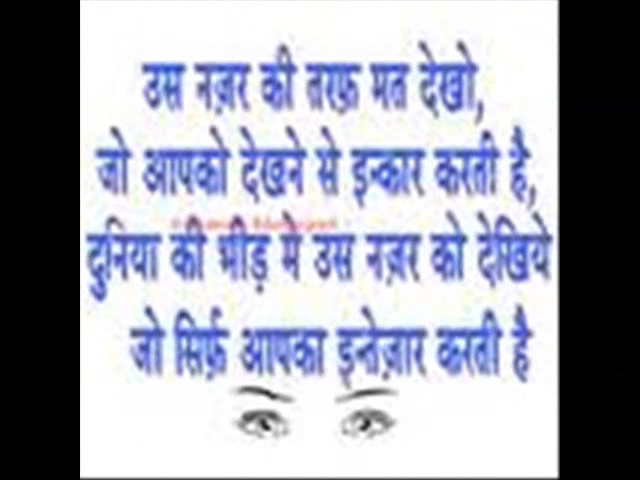 उस नज़र की तरफ़ मत देखो,
जो आपको देखने से इन्कार करती है,
दुनिया की भीड़ मे उस नज़र को देखिये
जो सिर्फ़ आपका इन्तेज़ार करती है